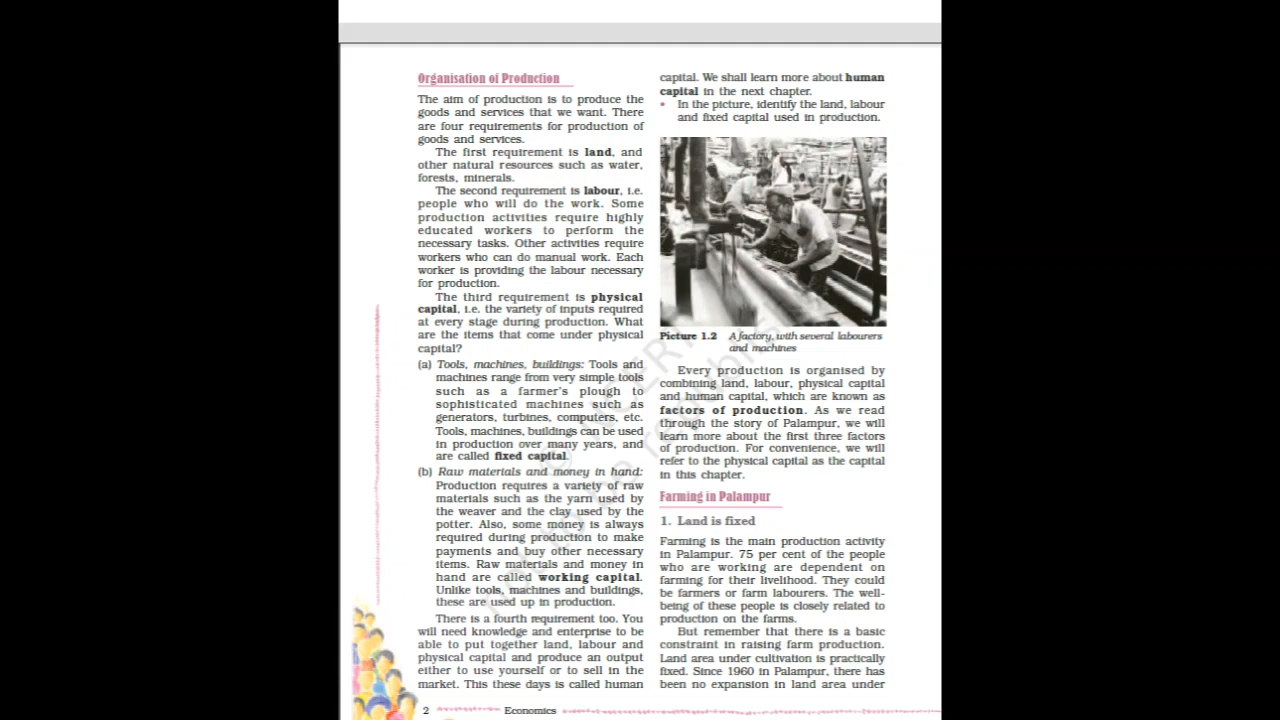 Organisation of Production
The aim of production is to produce the
goods and services that we want. There
are four requirements for production of
goods and services.
The first requirement is land, and
other natural resources such as water,
forests, minerals.
The second requirement is labour, i.e.
people who will do the work. Some
production activities require highly
educated workers to perform the
necessary tasks. Other activities require
workers who can do manual work. Each
worker is providing the labour necessary
for production.
The third requirement is physical
capital, i.e. the variety of inputs required
at every stage during production. What
are the items that come under physical
capital?
(a) Tools, machines, buildings: Tools and
machines range from very simple tools
such as a farmer's plough to
sophisticated machines such as
generators, turbines, computers, etc.
Tools, machines, buildings can be used
in production over many years, and
are called fixed capital.
(b) Raw materials and money in hand:
Production requires a variety of raw
materials such as the yarn used by
the weaver and the clay used by the
potter. Also, some money is always
required during production to make
payments and buy other necessary
items. Raw materials and money in
hand are called working capital.
Unlike tools, machines and buildings,
these are used up in production.
There is a fourth requirement too. You
will need knowledge and enterprise to be
able to put together land, labour and
physical capital and produce an output
either to use yourself or to sell in the
market. This these days is called human
capital. We shall learn more about human
capital in the next chapter.
• In the picture, identify the land, labour
and fixed capital used in production.
Picture 1.2 A factory, with several labourers
and machines
Every production is organised by
combining land, labour, physical capital
and human capital, which are known as
factors of production. As we read
through the story of Palampur, we will
learn more about the first three factors
of production. For convenience, we will
refer to the physical capital as the capital
in this chapter.
Farming in Palampur
1. Land is fixed
Farming is the main production activity
in Palampur. 75 per cent of the people
who are working are dependent on
farming for their livelihood. They could
be farmers or farm labourers. The well-
being of these people is closely related to
production on the farms.
But remember that there is a basic
constraint in raising farm production.
Land area under cultivation is practically
fixed. Since 1960 in Palampur, there has
been no expansion in land area under
2 Economics